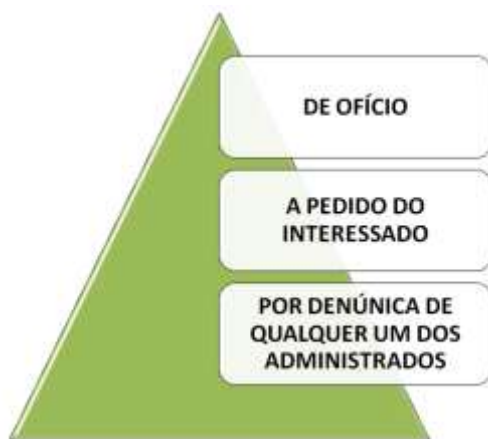 DE OFÍCIO
A PEDIDO DO
INTERESSADO
POR DENÚNICA DE
QUALQUER UM DOS
ADMINISTRADOS